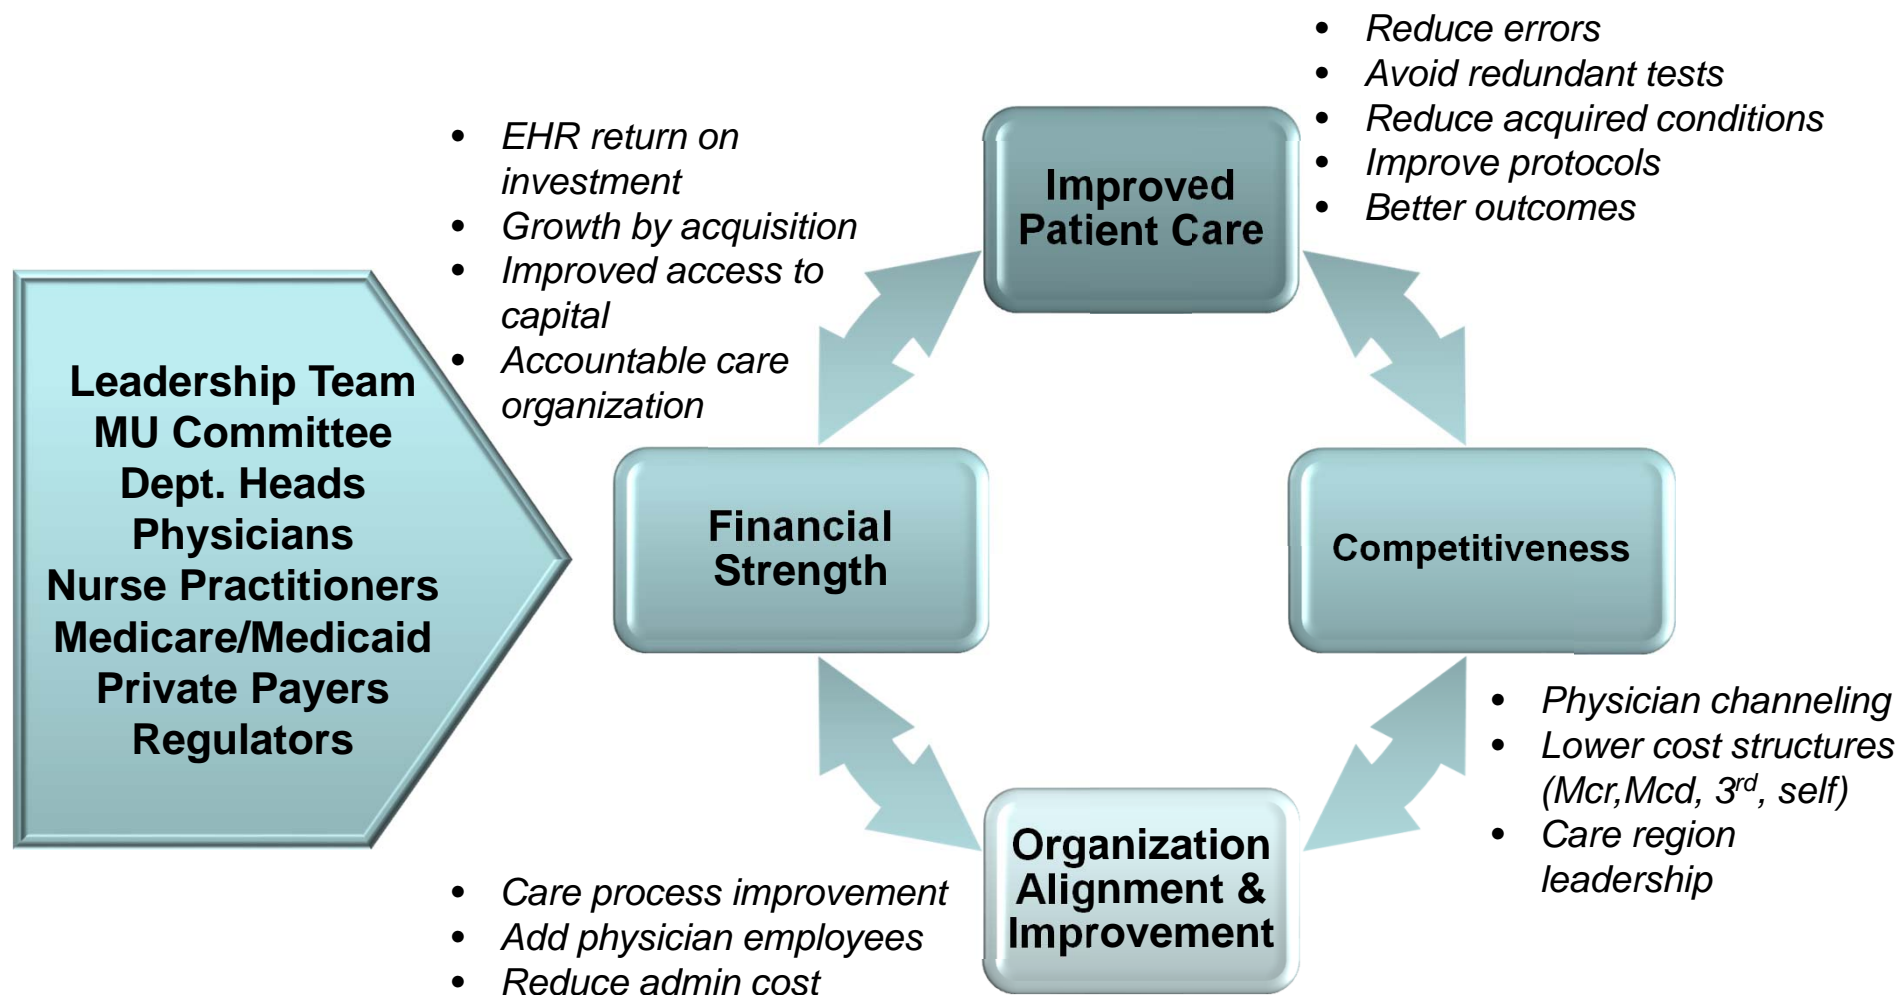 Leadership Team
MU Committee
Dept. Heads
Physicians
Nurse Practitioners
Medicare/Medicaid
Private Payers
Regulators
• EHR return on
investment
• Growth by acquisition
• Improved access to
capital
• Accountable care
organization
Financial
Strength
Improved
Patient Care
• Reduce errors
• Avoid redundant tests
• Reduce acquired conditions
• Improve protocols
• Better outcomes
Competitiveness
• Physician channeling
• Lower cost structures
(Mcr,Mcd, 3rd, self)
• Care region
leadership
Organization
Alignment &
Improvement
• Care process improvement
• Add physician employees
• Reduce admin cost